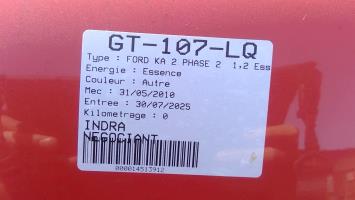 GT-107-LQ
Type : FORD KA 2 PHASE 2 1,2 Ess
Energie : Essence
Couleur : Autre
Mec : 31/05/2010
Entree : 30/07/2025
Kilometrage : 0
INDRA
NEGOCIANT
000014513912